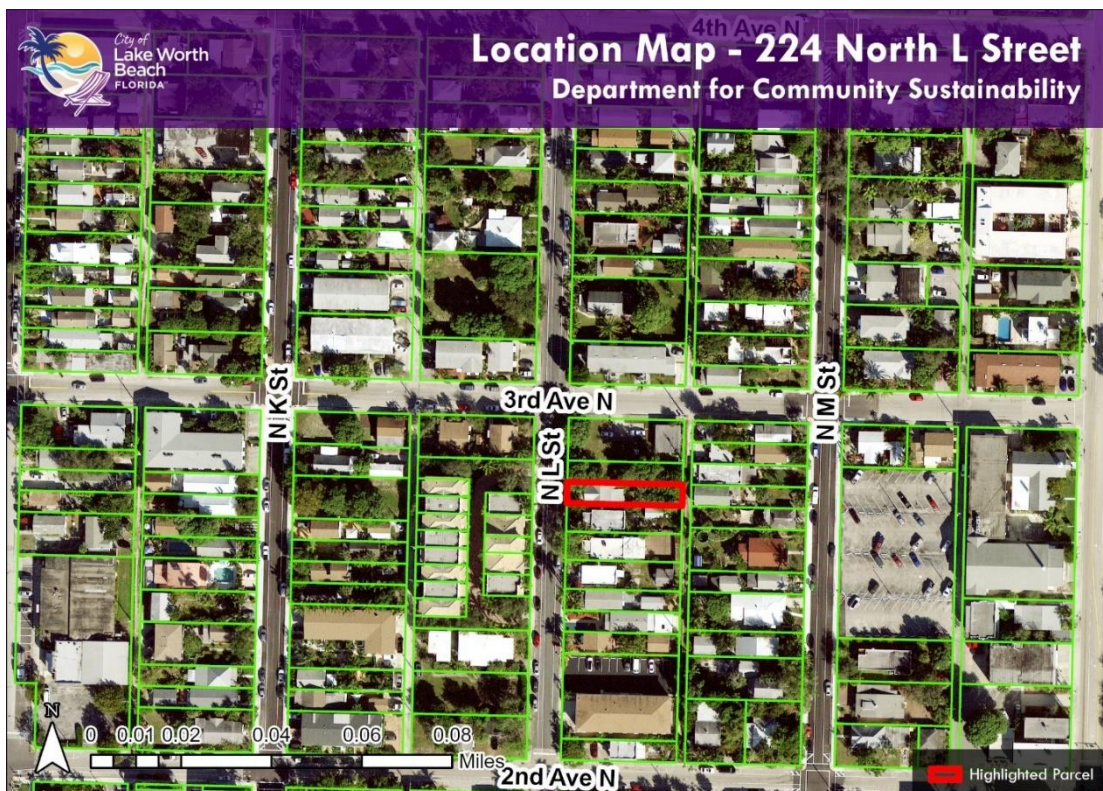 4th Ave N
City of
Lake Worth
Beach
FLORIDA
Location Map - 224 North L Street
Department for Community Sustainability
3rd Ave N
N K St
N L St
N M St
N
0 0.01 0.02 0.04 0.06 0.08
Miles
2nd Ave N
Highlighted Parcel